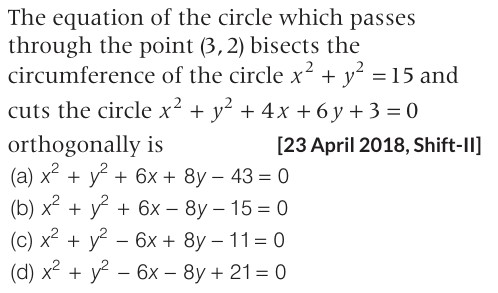 The equation of the circle which passes
through the point (3, 2) bisects the
circumference of the circle x² + y² = 15 and
cuts the circle x² + y² + 4x + 6y + 3 = 0
orthogonally is [23 April 2018, Shift-II]
(a) x² + y² + 6x + 8y – 43 = 0
(b) x² + y² + 6x – 8y – 15 = 0
(c) x² + y² – 6x + 8y – 11 = 0
(d) x² + y² – 6x – 8y + 21 = 0